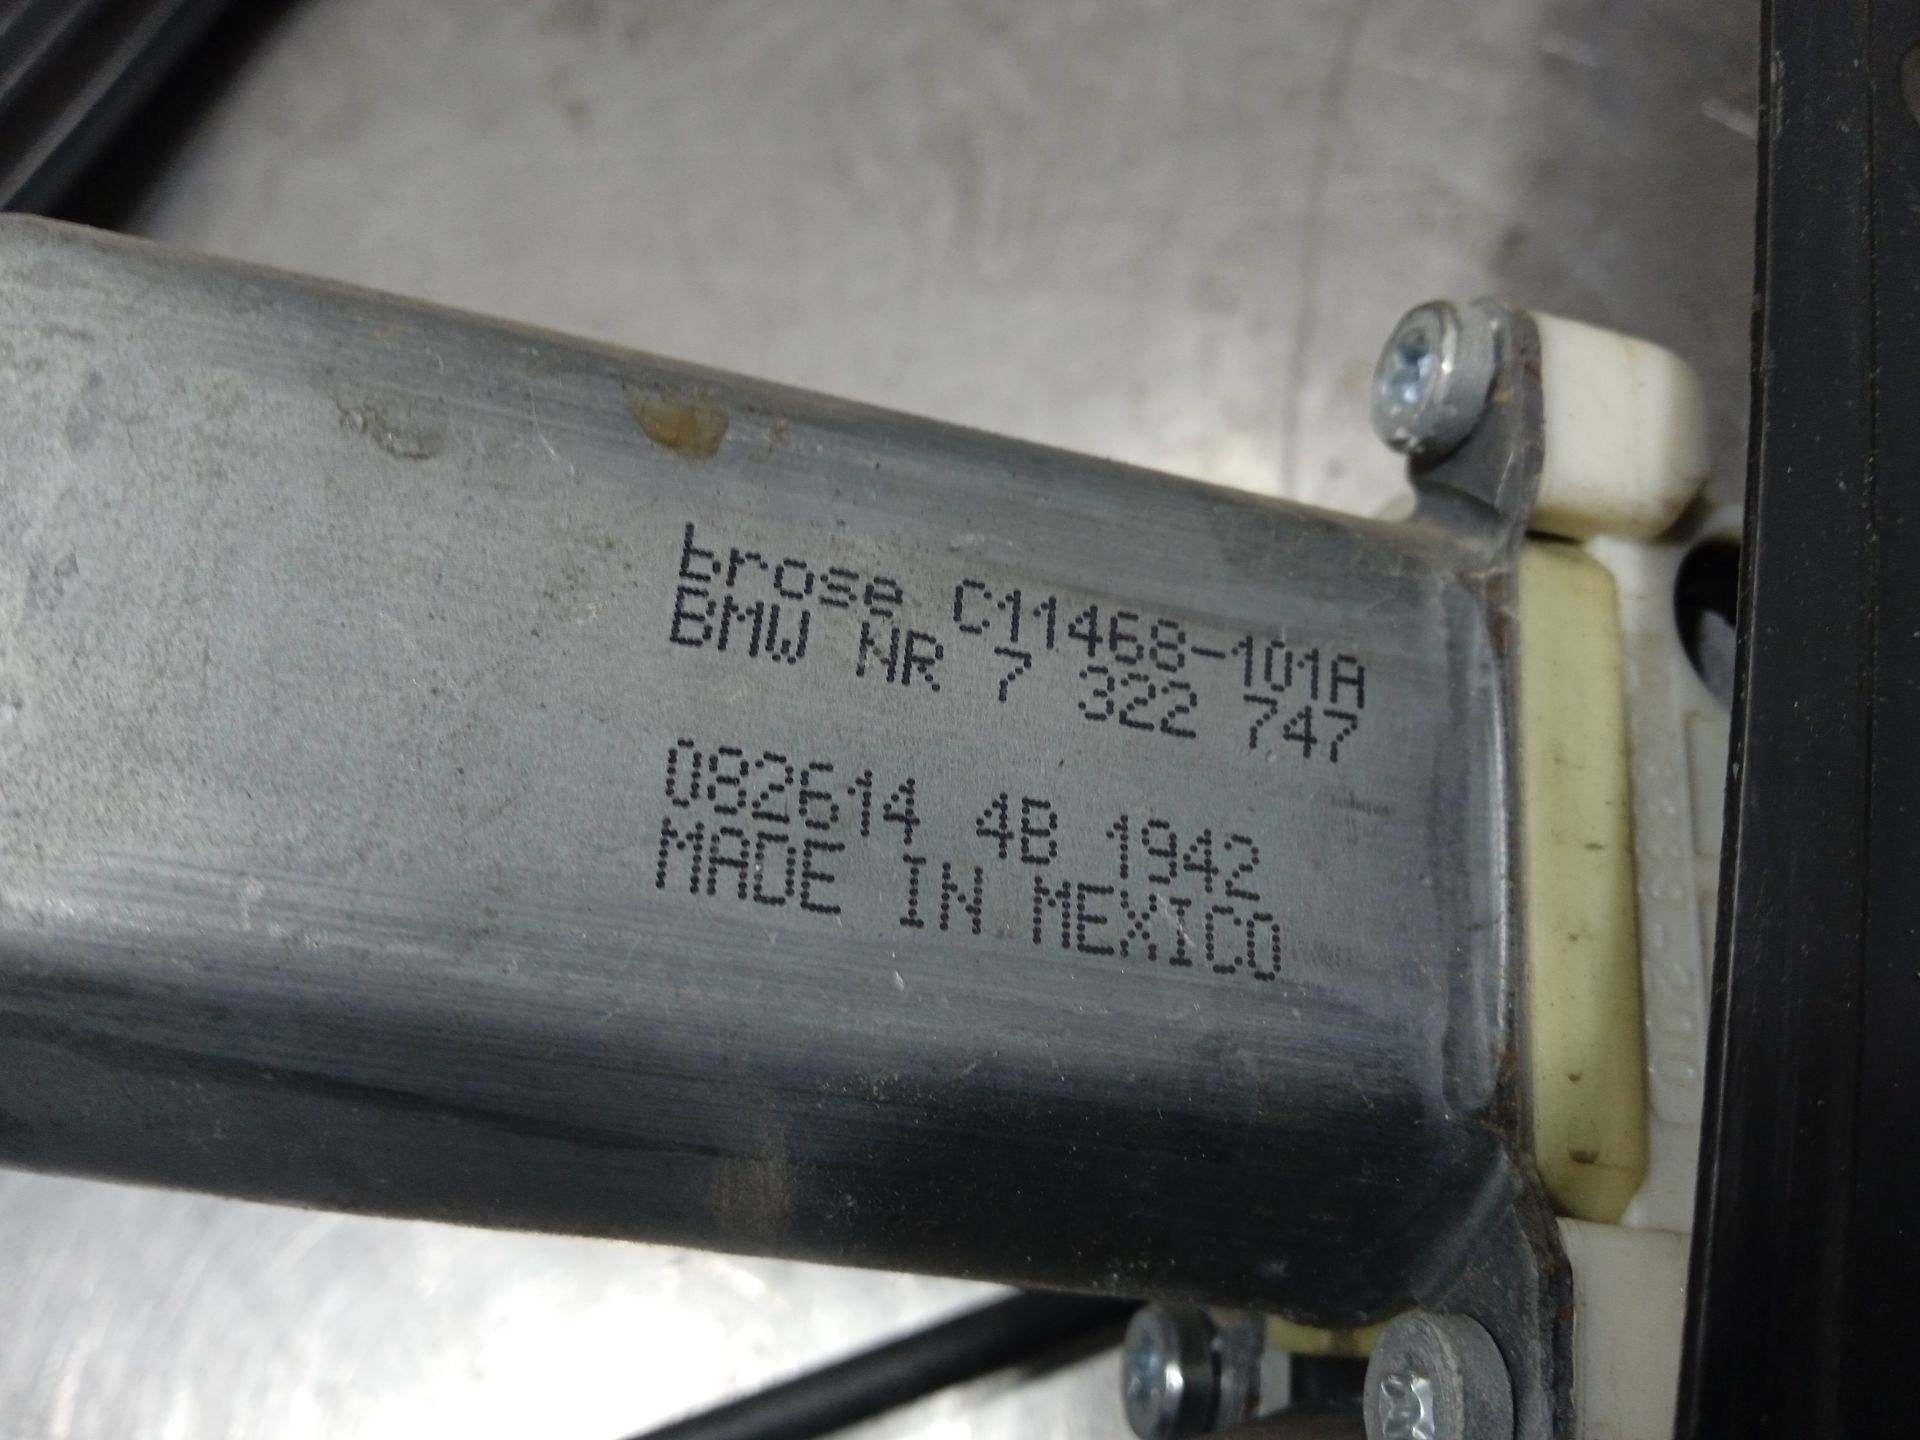 brose C11468-101A
BMW NR 7 322 747
082614 4B 1942
MADE IN MEXICO